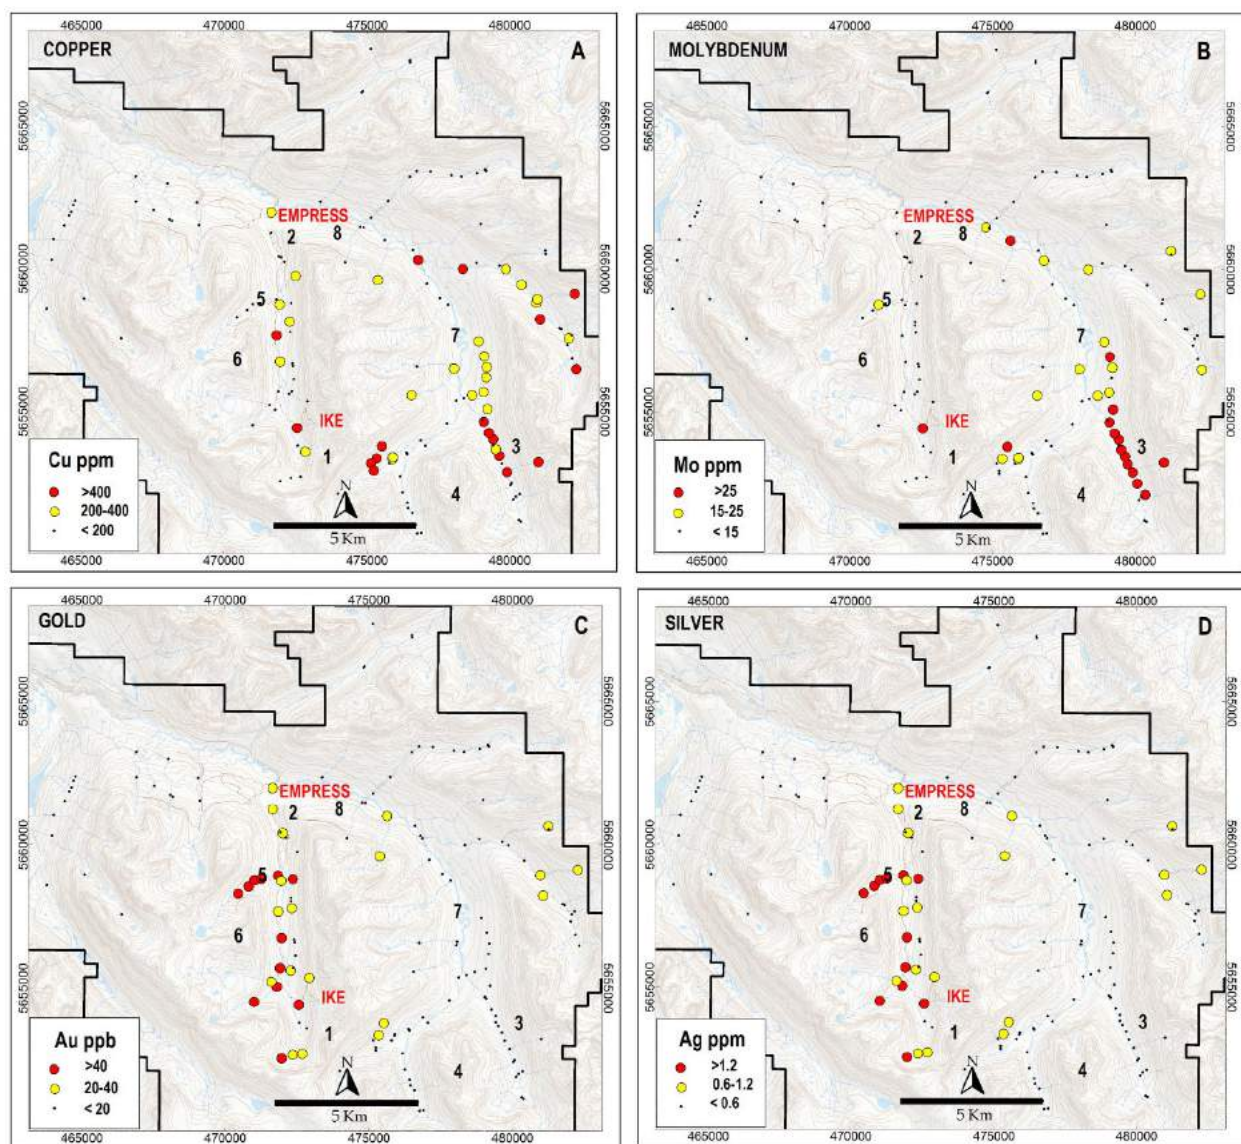 465000 470000 475000 480000
COPPER A
5665000 5665000
EMPRESS
2 8
5660000 5660000
5
7
6
5655000 5655000
IKE
3
1
4
Cu ppm
>400
200-400
< 200
N
5 Km
465000 470000 475000 480000
465000 470000 475000 480000
MOLYBDENUM B
5665000 5665000
EMPRESS
2 8
5660000 5660000
5
7
6
5655000 5655000
IKE
3
1
4
Mo ppm
>25
15-25
< 15
N
5 Km
465000 470000 475000 480000
465000 470000 475000 480000
GOLD C
5665000 5665000
EMPRESS
2 8
5660000 5660000
5
7
6
5655000 5655000
IKE
3
1
4
Au ppb
>40
20-40
< 20
N
5 Km
465000 470000 475000 480000
465000 470000 475000 480000
SILVER D
5665000 5665000
EMPRESS
2 8
5660000 5660000
5
7
6
5655000 5655000
IKE
3
1
4
Ag ppm
>1.2
0.6-1.2
< 0.6
N
5 Km
465000 470000 475000 480000